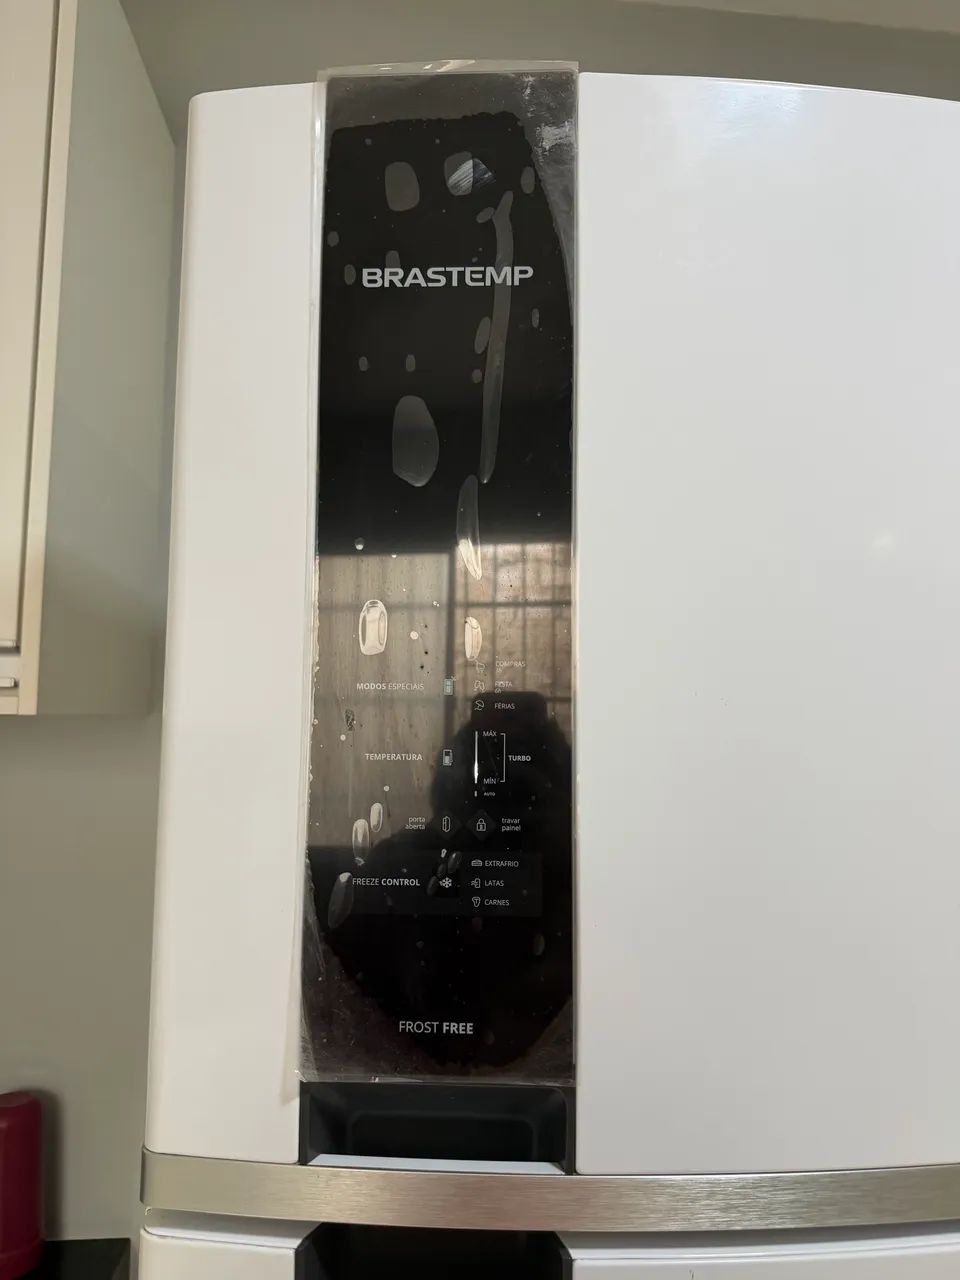 BRASTEMP
COMPRAS
MODOS ESPECIAIS
FESTA
FÉRIAS
MÁX
TEMPERATURA
TURBO
MÍN
AUTO
porta
aberta
travar
painel
EXTRAFRIO
FREEZE CONTROL
LATAS
CARNES
FROST FREE